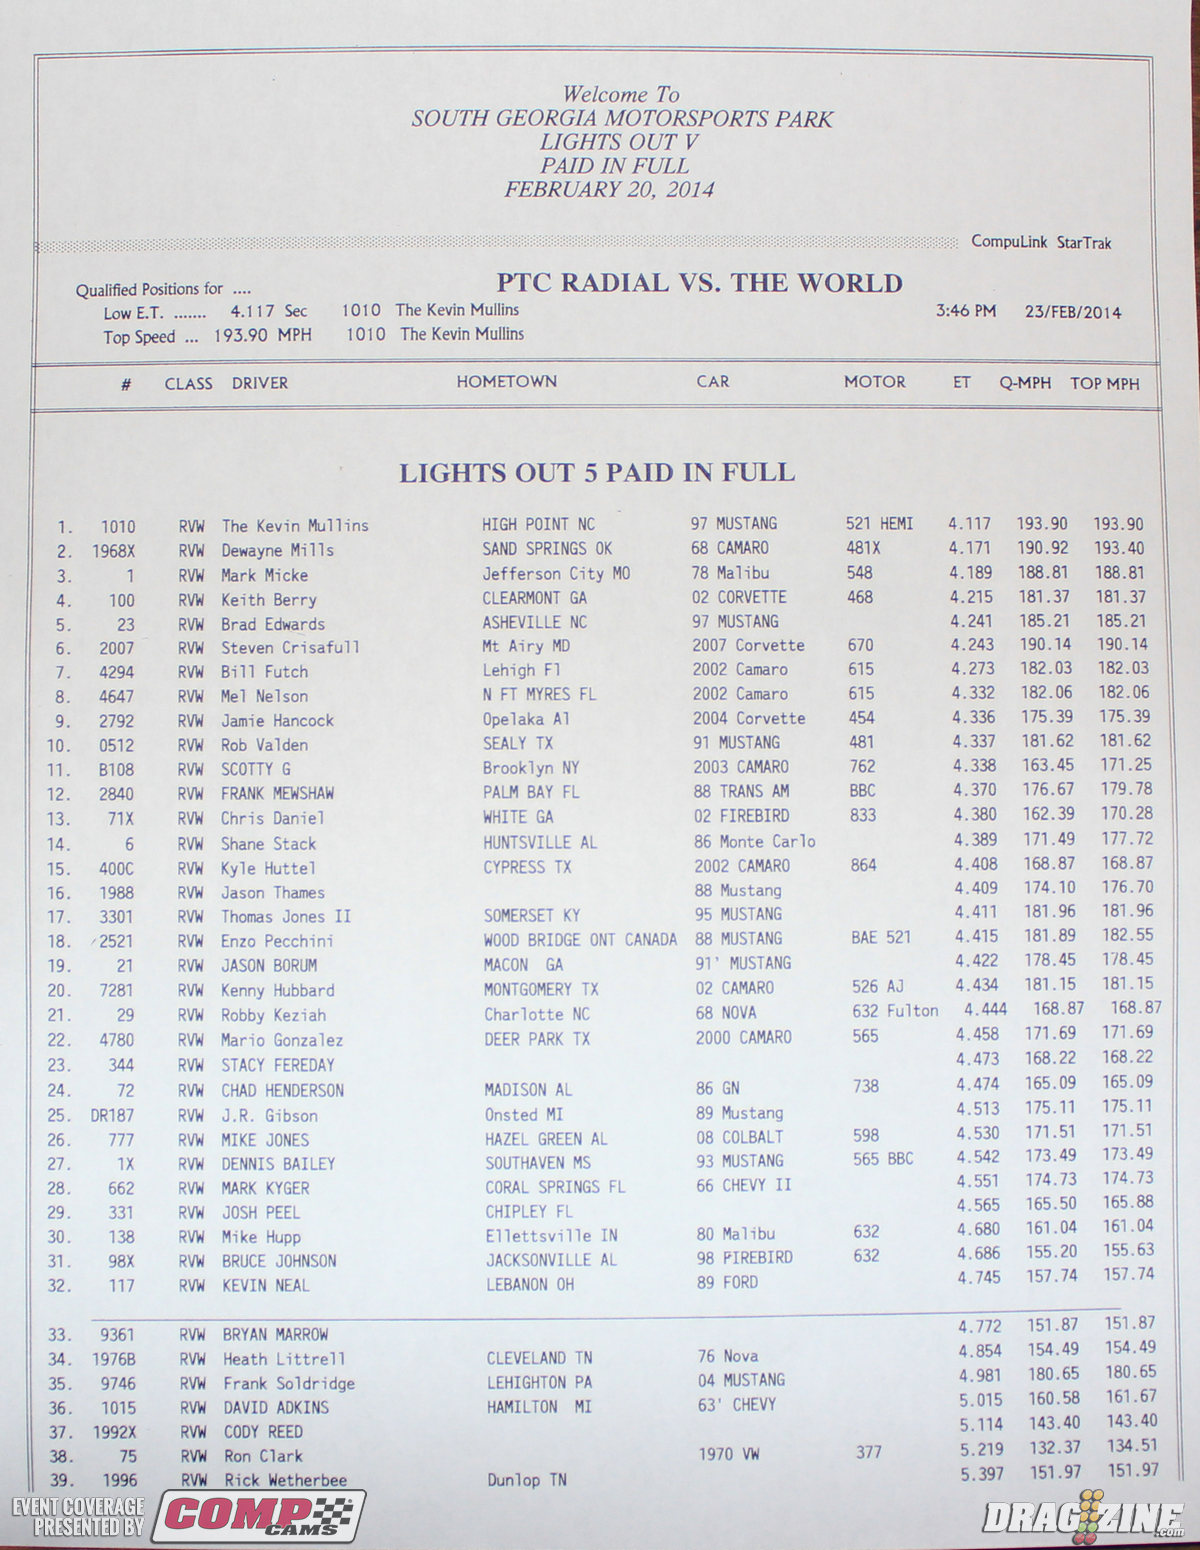 Welcome To
SOUTH GEORGIA MOTORSPORTS PARK
LIGHTS OUT V
PAID IN FULL
FEBRUARY 20, 2014
CompuLink StarTrak
Qualified Positions for .... PTC RADIAL VS. THE WORLD
Low E.T. ....... 4.117 Sec 1010 The Kevin Mullins 3:46 PM 23/FEB/2014
Top Speed ... 193.90 MPH 1010 The Kevin Mullins
# CLASS DRIVER HOMETOWN CAR MOTOR ET Q-MPH TOP MPH
LIGHTS OUT 5 PAID IN FULL
1. 1010 RVW The Kevin Mullins HIGH POINT NC 97 MUSTANG 521 HEMI 4.117 193.90 193.90
2. 1968X RVW Dewayne Mills SAND SPRINGS OK 68 CAMARO 481X 4.171 190.92 193.40
3. 1 RVW Mark Micke Jefferson City MO 78 Malibu 548 4.189 188.81 188.81
4. 100 RVW Keith Berry CLEARMONT GA 02 CORVETTE 468 4.215 181.37 181.37
5. 23 RVW Brad Edwards ASHEVILLE NC 97 MUSTANG 4.241 185.21 185.21
6. 2007 RVW Steven Crisafull Mt Airy MD 2007 Corvette 670 4.243 190.14 190.14
7. 4294 RVW Bill Futch Lehigh Fl 2002 Camaro 615 4.273 182.03 182.03
8. 4647 RVW Mel Nelson N FT MYRES FL 2002 Camaro 615 4.332 182.06 182.06
9. 2792 RVW Jamie Hancock Opelaka Al 2004 Corvette 454 4.336 175.39 175.39
10. 0512 RVW Rob Valden SEALY TX 91 MUSTANG 481 4.337 181.62 181.62
11. B108 RVW SCOTTY G Brooklyn NY 2003 CAMARO 762 4.338 163.45 171.25
12. 2840 RVW FRANK MEWSHAW PALM BAY FL 88 TRANS AM BBC 4.370 176.67 179.78
13. 71X RVW Chris Daniel WHITE GA 02 FIREBIRD 833 4.380 162.39 170.28
14. 6 RVW Shane Stack HUNTSVILLE AL 86 Monte Carlo 4.389 171.49 177.72
15. 400C RVW Kyle Huttel CYPRESS TX 2002 CAMARO 864 4.408 168.87 168.87
16. 1988 RVW Jason Thames 88 Mustang 4.409 174.10 176.70
17. 3301 RVW Thomas Jones II SOMERSET KY 95 MUSTANG 4.411 181.96 181.96
18. 2521 RVW Enzo Pecchini WOOD BRIDGE ONT CANADA 88 MUSTANG BAE 521 4.415 181.89 182.55
19. 21 RVW JASON BORUM MACON GA 91' MUSTANG 4.422 178.45 178.45
20. 7281 RVW Kenny Hubbard MONTGOMERY TX 02 CAMARO 526 AJ 4.434 181.15 181.15
21. 29 RVW Robby Keziah Charlotte NC 68 NOVA 632 Fulton 4.444 168.87 168.87
22. 4780 RVW Mario Gonzalez DEER PARK TX 2000 CAMARO 565 4.458 171.69 171.69
23. 344 RVW STACY FEREDAY 4.473 168.22 168.22
24. 72 RVW CHAD HENDERSON MADISON AL 86 GN 738 4.474 165.09 165.09
25. DR187 RVW J.R. Gibson Onsted MI 89 Mustang 4.513 175.11 175.11
26. 777 RVW MIKE JONES HAZEL GREEN AL 08 COLBALT 598 4.530 171.51 171.51
27. 1X RVW DENNIS BAILEY SOUTHAVEN MS 93 MUSTANG 565 BBC 4.542 173.49 173.49
28. 662 RVW MARK KYGER CORAL SPRINGS FL 66 CHEVY II 4.551 174.73 174.73
29. 331 RVW JOSH PEEL CHIPLEY FL 4.565 165.50 165.88
30. 138 RVW Mike Hupp Ellettsville IN 80 Malibu 632 4.680 161.04 161.04
31. 98X RVW BRUCE JOHNSON JACKSONVILLE AL 98 FIREBIRD 632 4.686 155.20 155.63
32. 117 RVW KEVIN NEAL LEBANON OH 89 FORD 4.745 157.74 157.74
33. 9361 RVW BRYAN MARROW 4.772 151.87 151.87
34. 1976B RVW Heath Littrell CLEVELAND TN 76 Nova 4.854 154.49 154.49
35. 9746 RVW Frank Soldridge LEHIGHTON PA 04 MUSTANG 4.981 180.65 180.65
36. 1015 RVW DAVID ADKINS HAMILTON MI 63' CHEVY 5.015 160.58 161.67
37. 1992X RVW CODY REED 5.114 143.40 143.40
38. 75 RVW Ron Clark 1970 VW 377 5.219 132.37 134.51
39. 1996 RVW Rick Wetherbee Dunlop TN 5.397 151.97 151.97
EVENT COVERAGE PRESENTED BY COMP CAMS DRAGZINE.com